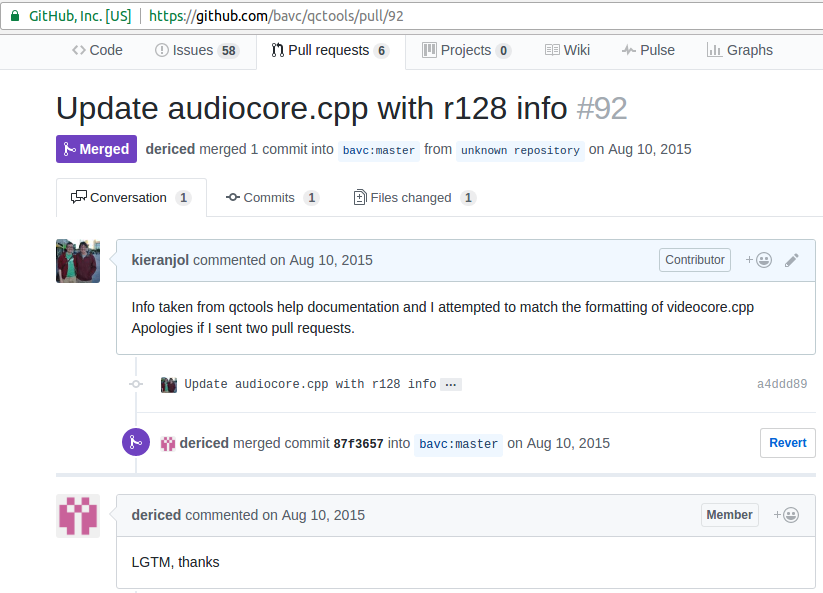 GitHub, Inc. [US] https://github.com/bavc/qctools/pull/92
Code Issues 58 Pull requests 6 Projects 0 Wiki Pulse Graphs
Update audiocore.cpp with r128 info #92
Merged dericed merged 1 commit into bavc:master from unknown repository on Aug 10, 2015
Conversation 1 Commits 1 Files changed 1
kieranjol commented on Aug 10, 2015 Contributor +
Info taken from qctools help documentation and I attempted to match the formatting of videocore.cpp
Apologies if I sent two pull requests.
Update audiocore.cpp with r128 info … a4ddd89
dericed merged commit 87f3657 into bavc:master on Aug 10, 2015 Revert
dericed commented on Aug 10, 2015 Member +
LGTM, thanks